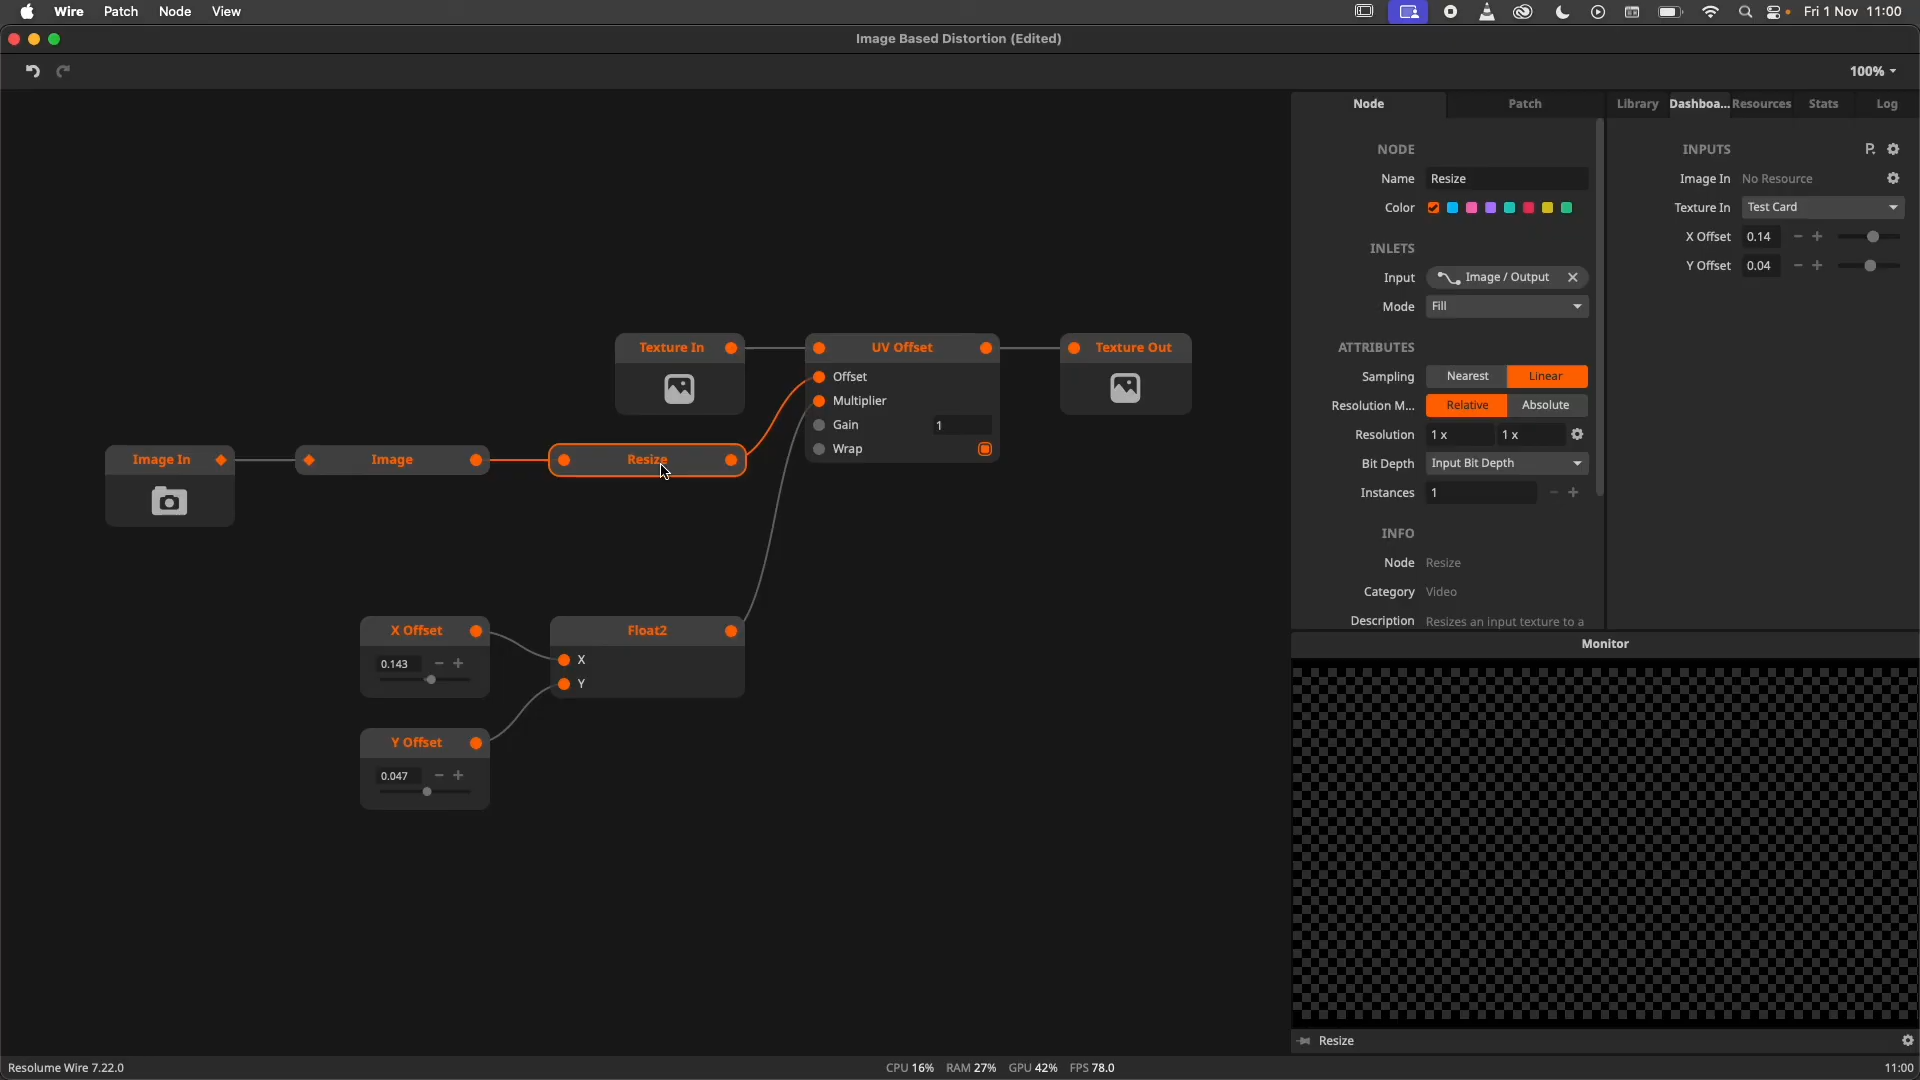 Wire Patch Node View
Fri 1 Nov 11:00
Image Based Distortion (Edited)
100%
Node Patch
Library Dashboa... Resources Stats Log
NODE
Name Resize
Color
INLETS
Input Image / Output
Mode Fill
ATTRIBUTES
Sampling Nearest Linear
Resolution M... Relative Absolute
Resolution 1 x 1 x
Bit Depth Input Bit Depth
Instances 1
INFO
Node Resize
Category Video
Description Resizes an input texture to a
INPUTS P.
Image In No Resource
Texture In Test Card
X Offset 0.14
Y Offset 0.04
Texture In
UV Offset
Offset
Multiplier
Gain 1
Wrap
Texture Out
Image In
Image
Resize
X Offset
0.143
Float2
X
Y
Y Offset
0.047
Monitor
Resize
Resolume Wire 7.22.0
CPU 16% RAM 27% GPU 42% FPS 78.0
11:00